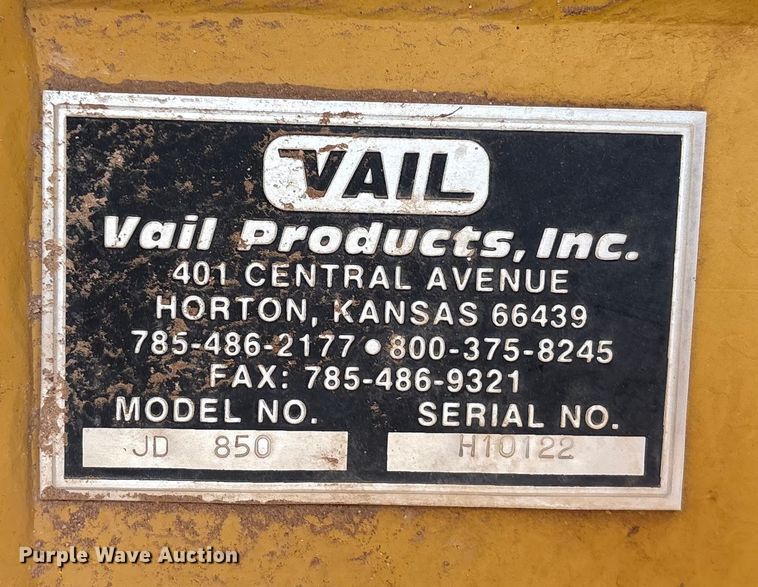 VAIL
Vail Products, Inc.
401 CENTRAL AVENUE
HORTON, KANSAS 66439
785-486-2177 • 800-375-8245
FAX: 785-486-9321
MODEL NO. SERIAL NO.
JD 850 H10122
Purple Wave Auction